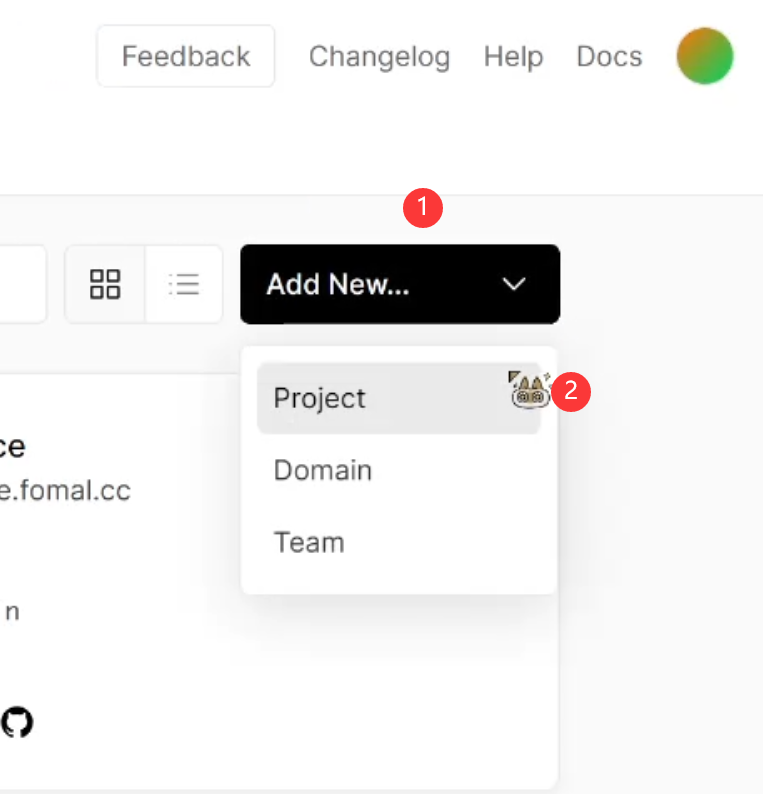 Feedback Changelog Help Docs
1
Add New...
Project 2
Domain
ce
e.fomal.cc
Team
n